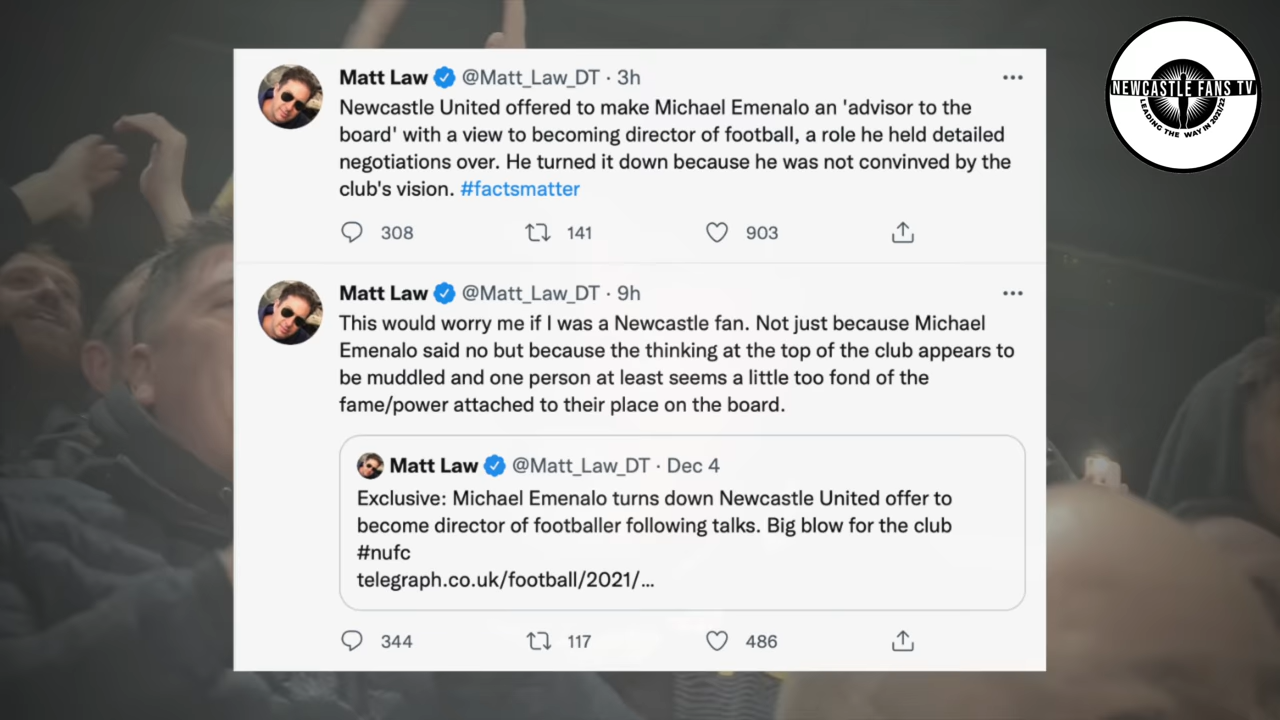 Matt Law @Matt_Law_DT · 3h
Newcastle United offered to make Michael Emenalo an 'advisor to the
board' with a view to becoming director of football, a role he held detailed
negotiations over. He turned it down because he was not convinved by the
club's vision. #factsmatter
308 141 903
Matt Law @Matt_Law_DT · 9h
This would worry me if I was a Newcastle fan. Not just because Michael
Emenalo said no but because the thinking at the top of the club appears to
be muddled and one person at least seems a little too fond of the
fame/power attached to their place on the board.
Matt Law @Matt_Law_DT · Dec 4
Exclusive: Michael Emenalo turns down Newcastle United offer to
become director of footballer following talks. Big blow for the club
#nufc
telegraph.co.uk/football/2021/...
344 117 486
NEWCASTLE FANS TV
LEADING THE WAY IN 2021/22